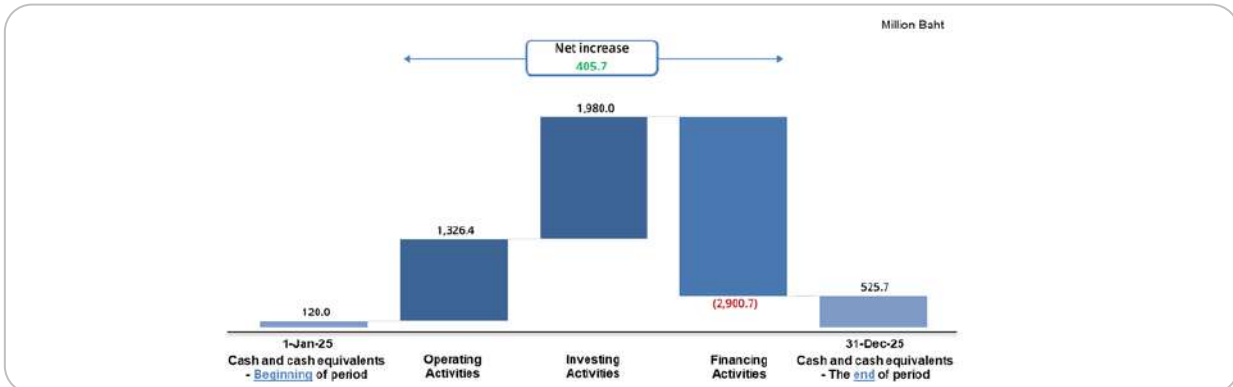 Million Baht
Net increase
405.7
1,980.0
1,326.4
(2,900.7)
525.7
120.0
1-Jan-25
Cash and cash equivalents
- Beginning of period
Operating
Activities
Investing
Activities
Financing
Activities
31-Dec-25
Cash and cash equivalents
- The end of period